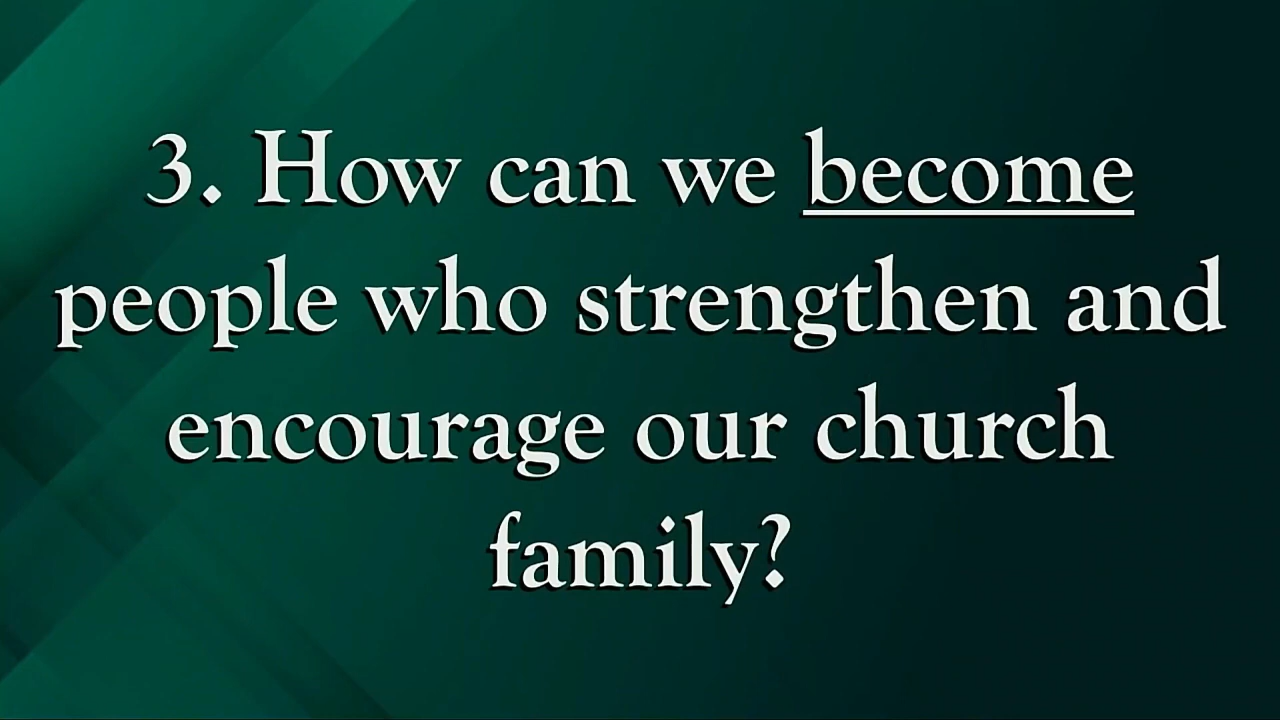 3. How can we become
people who strengthen and
encourage our church
family?